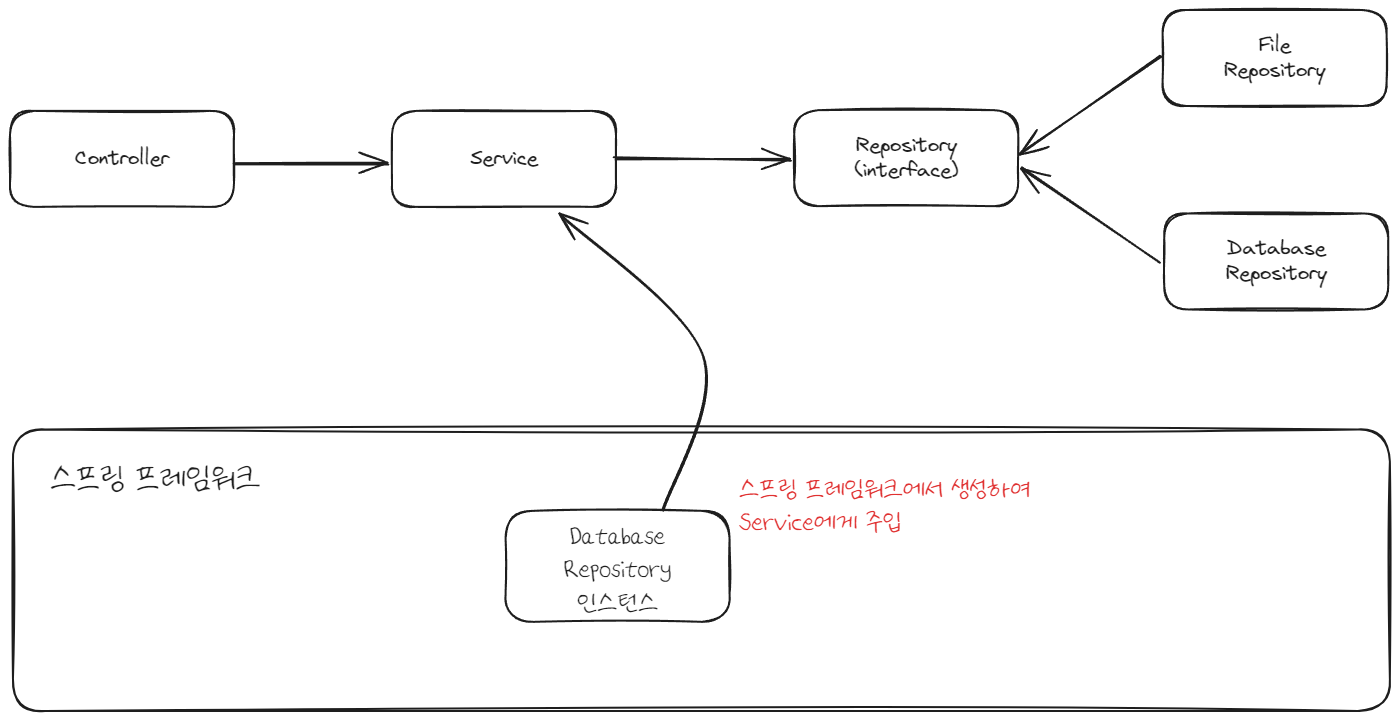 File
Repository
Controller
Service
Repository
(interface)
Database
Repository
스프링 프레임워크
스프링 프레임워크에서 생성하여
Service에게 주입
Database
Repository
인스턴스